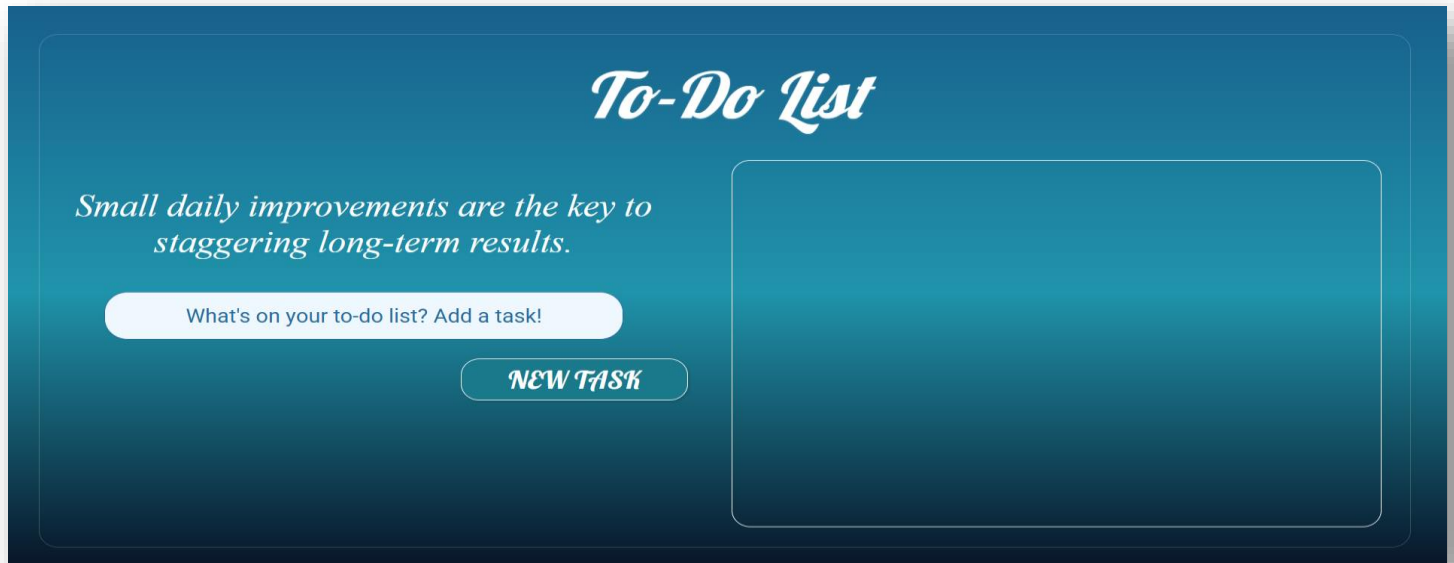 To-Do List
Small daily improvements are the key to
staggering long-term results.
What's on your to-do list? Add a task!
NEW TASK